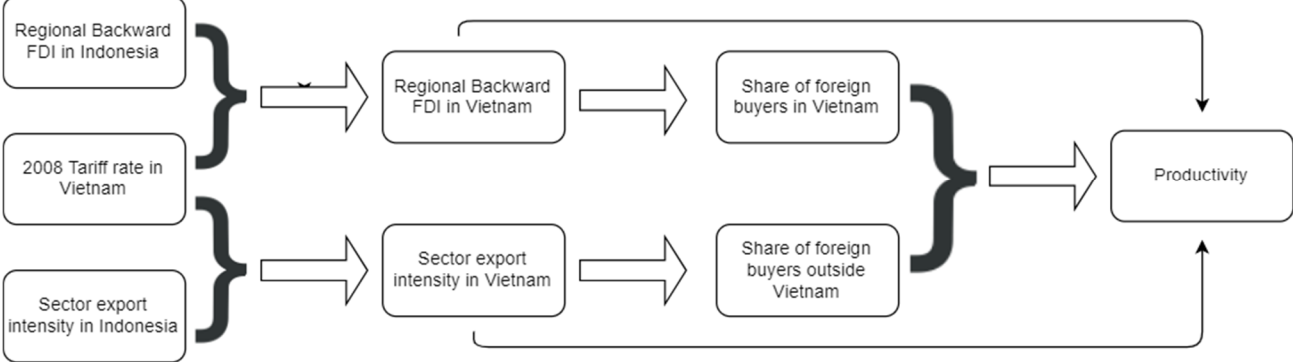 Regional Backward
FDI in Indonesia
2008 Tariff rate in
Vietnam
Sector export
intensity in Indonesia
Regional Backward
FDI in Vietnam
Sector export
intensity in Vietnam
Share of foreign
buyers in Vietnam
Share of foreign
buyers outside
Vietnam
Productivity